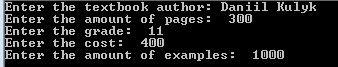 Enter the textbook author: Daniil Kulyk
Enter the amount of pages:  300
Enter the grade:  11
Enter the cost:  400
Enter the amount of examples:  1000